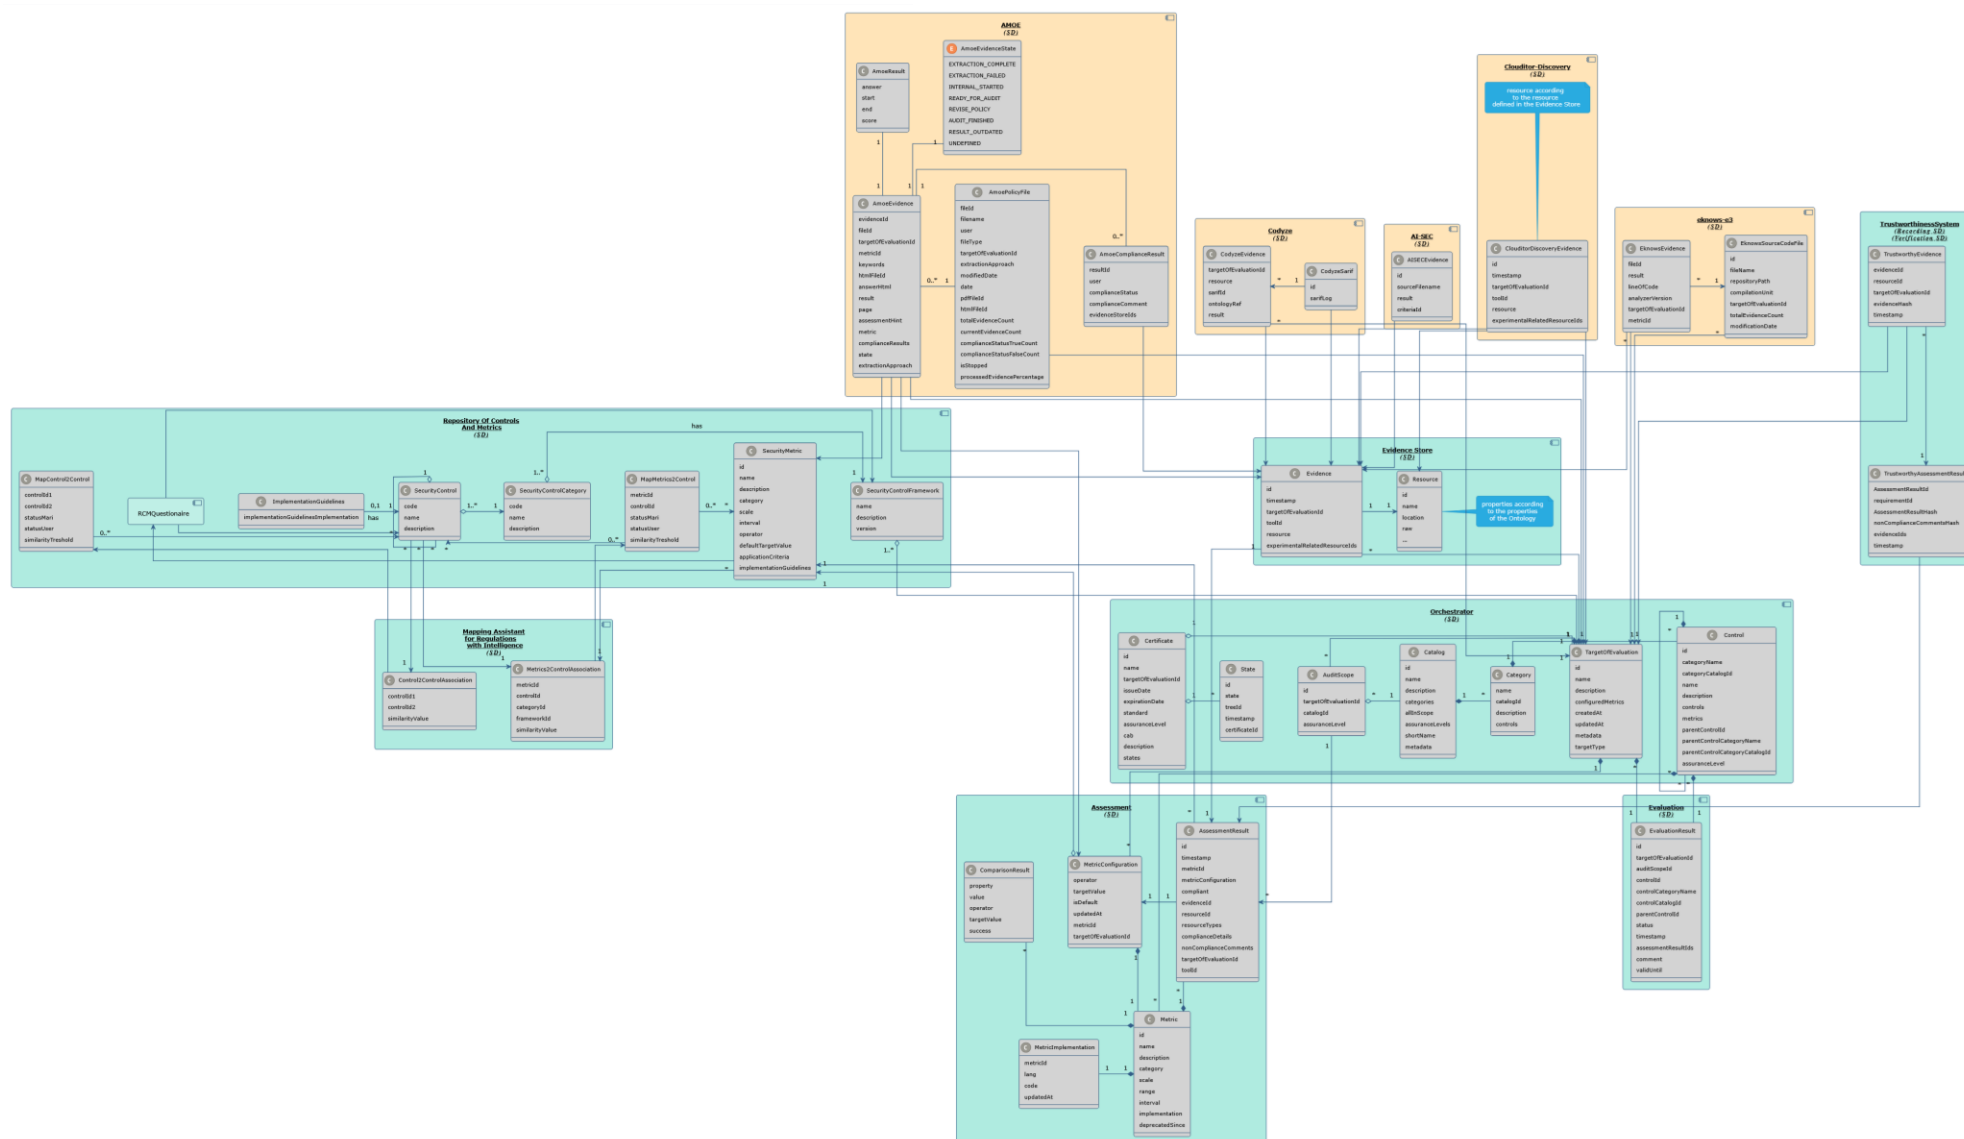 AMOE
(SD)
AmoeEvidenceState
EXTRACTION_COMPLETE
EXTRACTION_FAILED
INTERNAL_STARTED
READY_FOR_AUDIT
REVISE_POLICY
AUDIT_FINISHED
RESULT_OUTDATED
UNDEFINED
AmoeResult
answer
start
end
score
AmoeEvidence
evidenceId
fileId
targetOfEvaluationId
metricId
keywords
htmlFileId
answerHtml
result
page
assessmentHint
metric
complianceResults
state
extractionApproach
AmoePolicyFile
fileId
filename
user
fileType
targetOfEvaluationId
extractionApproach
modifiedDate
date
pdfFileId
htmlFileId
totalEvidenceCount
currentEvidenceCount
complianceStatusTrueCount
complianceStatusFalseCount
isStopped
processedEvidencePercentage
AmoeComplianceResult
resultId
user
complianceStatus
complianceComment
evidenceStoreIds
Clouditor-Discovery
(SD)
resource according
to the resource
defined in the Evidence Store
ClouditorDiscoveryEvidence
id
timestamp
targetOfEvaluationId
toolId
resource
experimentalRelatedResourceIds
Codyze
(SD)
CodyzeEvidence
targetOfEvaluationId
resource
sarifId
ontologyRef
result
CodyzeSarif
id
sarifLog
AI-SEC
(SD)
AISECEvidence
id
sourceFilename
result
criteriaId
eknows-e3
(SD)
EknowsEvidence
fileId
result
lineOfCode
analyzerVersion
targetOfEvaluationId
metricId
EknowsSourceCodeFile
id
fileName
repositoryPath
compilationUnit
targetOfEvaluationId
totalEvidenceCount
modificationDate
TrustworthinessSystem
(Recording SD)
(Verification SD)
TrustworthyEvidence
evidenceId
resourceId
targetOfEvaluationId
evidenceHash
timestamp
TrustworthyAssessmentResult
AssessmentResultId
requirementId
AssessmentResultHash
nonComplianceCommentsHash
evidenceIds
timestamp
Repository Of Controls
And Metrics
(SD)
MapControl2Control
controlId1
controlId2
statusMari
statusUser
similarityTreshold
RCMQuestionaire
ImplementationGuidelines
implementationGuidelinesImplementation
has
SecurityControl
code
name
description
SecurityControlCategory
code
name
description
has
MapMetrics2Control
metricId
controlId
statusMari
statusUser
similarityTreshold
SecurityMetric
id
name
description
category
scale
interval
operator
defaultTargetValue
applicationCriteria
implementationGuidelines
SecurityControlFramework
name
description
version
Evidence Store
(SD)
Evidence
id
timestamp
targetOfEvaluationId
toolId
resource
experimentalRelatedResourceIds
Resource
id
name
location
raw
...
properties according
to the properties
of the Ontology
Mapping Assistant
for Regulations
with Intelligence
(SD)
Control2ControlAssociation
controlId1
controlId2
similarityValue
Metrics2ControlAssociation
metricId
controlId
categoryId
frameworkId
similarityValue
Orchestrator
(SD)
Certificate
id
name
targetOfEvaluationId
issueDate
expirationDate
standard
assuranceLevel
cab
description
states
State
id
state
treeId
timestamp
certificateId
AuditScope
id
targetOfEvaluationId
catalogId
assuranceLevel
Catalog
id
name
description
categories
allInScope
assuranceLevels
shortName
metadata
Category
name
catalogId
description
controls
TargetOfEvaluation
id
name
description
configuredMetrics
createdAt
updatedAt
metadata
targetType
Control
id
categoryName
categoryCatalogId
name
description
controls
metrics
parentControlId
parentControlCategoryName
parentControlCategoryCatalogId
assuranceLevel
Assessment
(SD)
ComparisonResult
property
value
operator
targetValue
success
MetricConfiguration
operator
targetValue
isDefault
updatedAt
metricId
targetOfEvaluationId
AssessmentResult
id
timestamp
metricId
metricConfiguration
compliant
evidenceId
resourceId
resourceTypes
complianceDetails
nonComplianceComments
targetOfEvaluationId
toolId
MetricImplementation
metricId
lang
code
updatedAt
Metric
id
name
description
category
scale
range
interval
implementation
deprecatedSince
Evaluation
(SD)
EvaluationResult
id
targetOfEvaluationId
auditScopeId
controlId
controlCategoryName
controlCatalogId
parentControlId
status
timestamp
assessmentResultIds
comment
validUntil